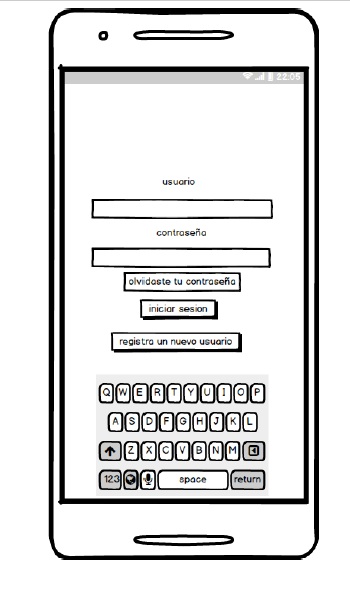 22:05
usuario
contraseña
olvidaste tu contraseña
iniciar sesion
registra un nuevo usuario
Q W E R T Y U I O P
A S D F G H J K L
Z X C V B N M
123 space return